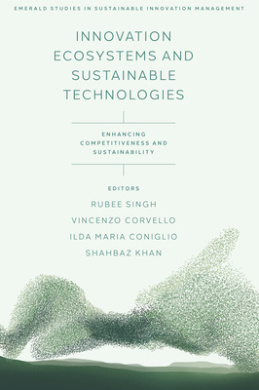 EMERALD STUDIES IN SUSTAINABLE INNOVATION MANAGEMENT
INNOVATION
ECOSYSTEMS AND
SUSTAINABLE
TECHNOLOGIES
ENHANCING
COMPETITIVENESS AND
SUSTAINABILITY
EDITORS
RUBEE SINGH
VINCENZO CORVELLO
ILDA MARIA CONIGLIO
SHAHBAZ KHAN